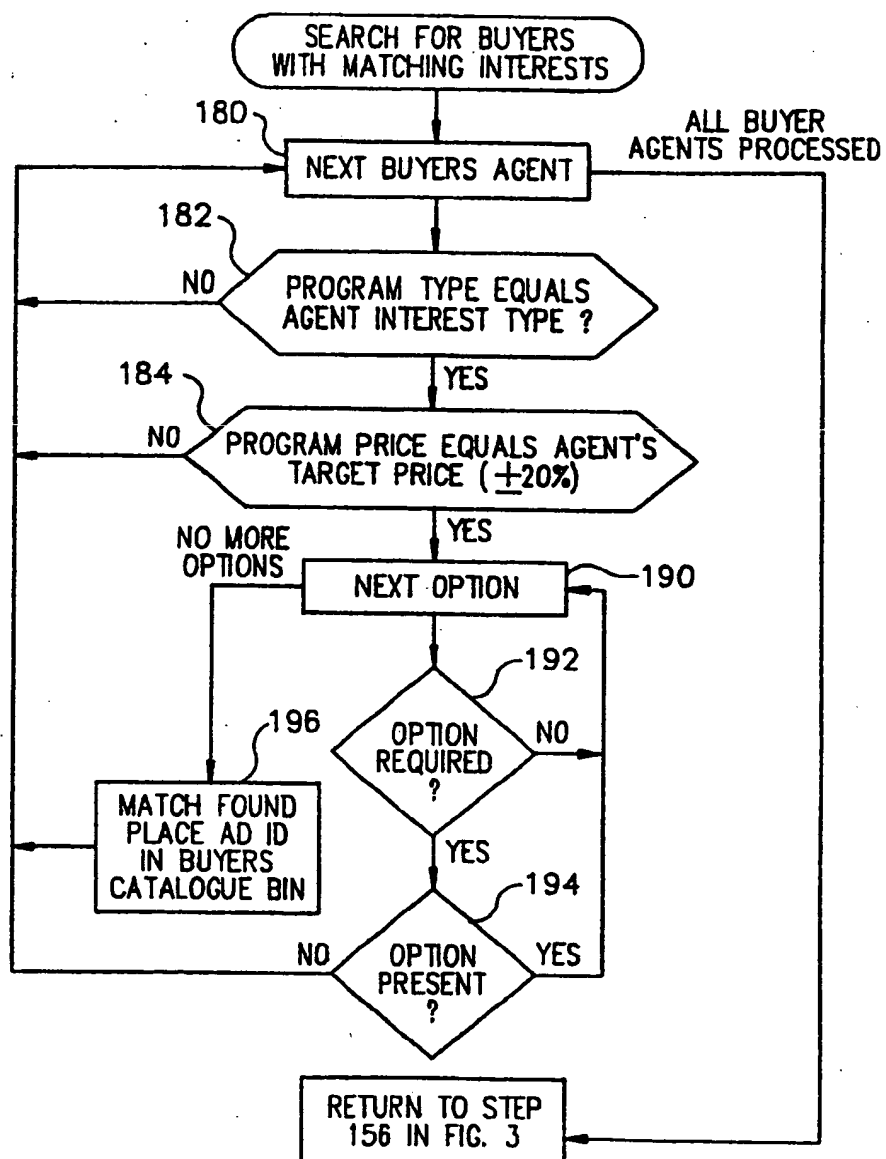 SEARCH FOR BUYERS
WITH MATCHING INTERESTS
180
ALL BUYER
AGENTS PROCESSED
NEXT BUYERS AGENT
182
NO
PROGRAM TYPE EQUALS
AGENT INTEREST TYPE ?
YES
184
NO
PROGRAM PRICE EQUALS AGENT'S
TARGET PRICE (±20%)
YES
NO MORE
OPTIONS
NEXT OPTION
190
192
OPTION
REQUIRED
?
NO
196
MATCH FOUND
PLACE AD ID
IN BUYERS
CATALOGUE BIN
YES
194
NO
OPTION
PRESENT
?
YES
RETURN TO STEP
156 IN FIG. 3